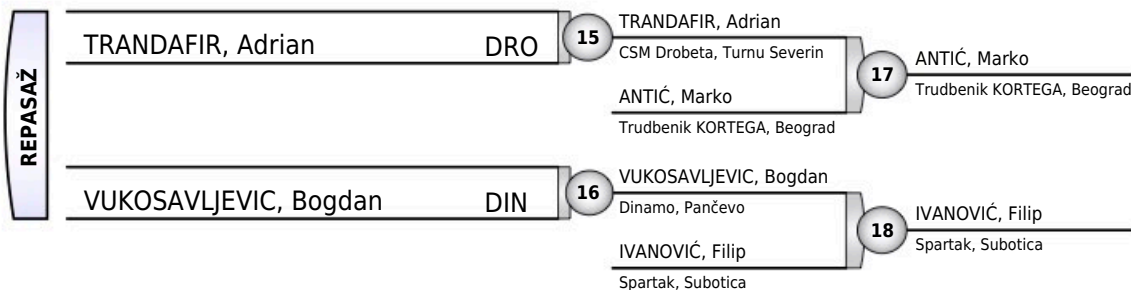 REPASAŽ
TRANDAFIR, Adrian DRO
15
TRANDAFIR, Adrian
CSM Drobeta, Turnu Severin
ANTIĆ, Marko
Trudbenik KORTEGA, Beograd
17
ANTIĆ, Marko
Trudbenik KORTEGA, Beograd
VUKOSAVLJEVIC, Bogdan DIN
16
VUKOSAVLJEVIC, Bogdan
Dinamo, Pančevo
IVANOVIĆ, Filip
Spartak, Subotica
18
IVANOVIĆ, Filip
Spartak, Subotica